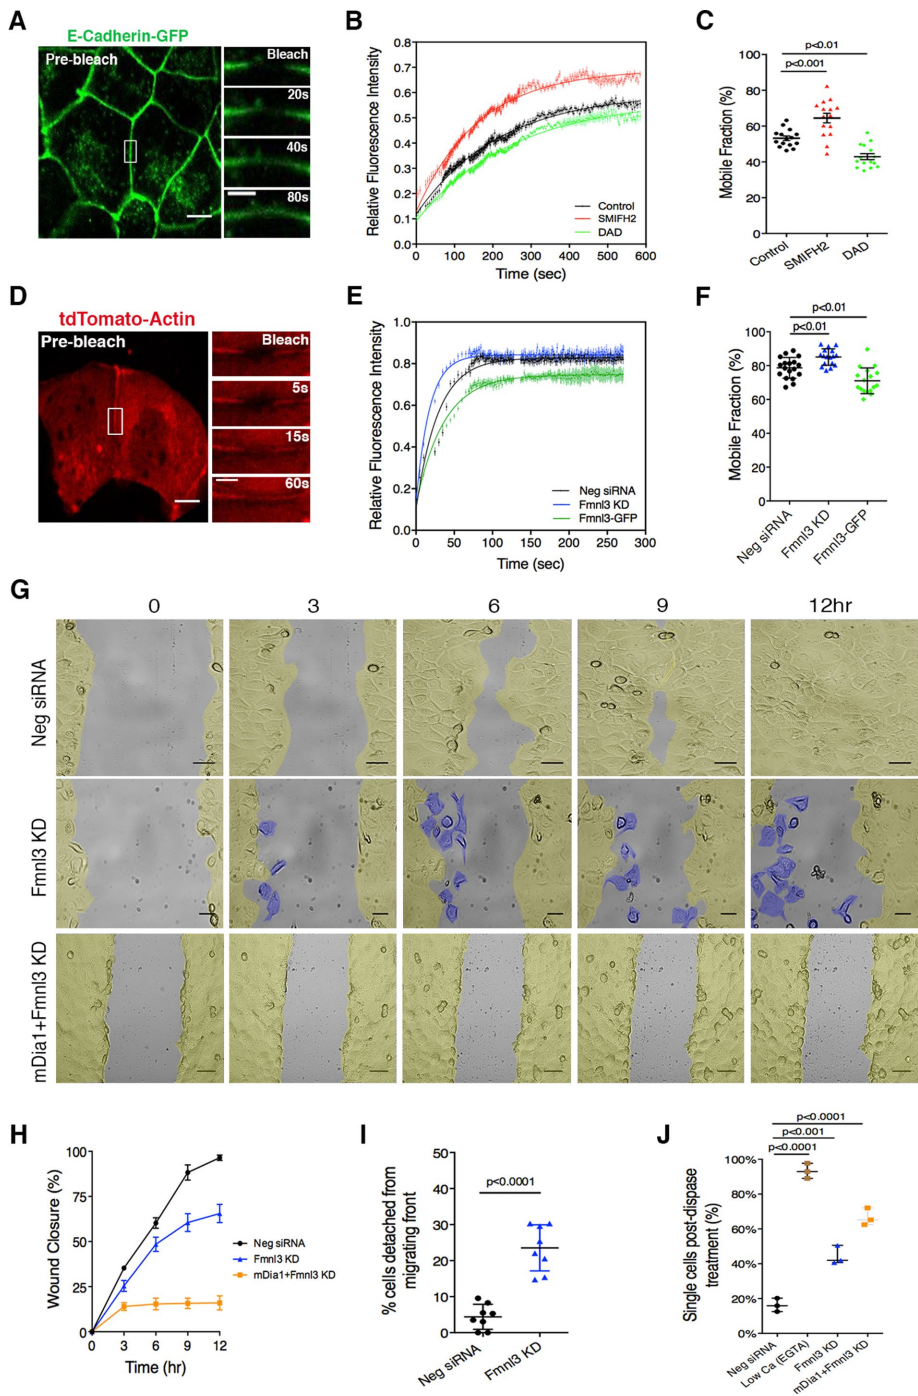 A
E-Cadherin-GFP
Pre-bleach
Bleach
20s
40s
80s
B
Relative Fluorescence Intensity
0.8
0.7
0.6
0.5
0.4
0.3
0.2
0.1
0.0
0 100 200 300 400 500 600
Time (sec)
Control
SMIFH2
DAD
C
p<0.01
p<0.001
Mobile Fraction (%)
100
80
60
40
20
0
Control
SMIFH2
DAD
D
tdTomato-Actin
Pre-bleach
Bleach
5s
15s
60s
E
Relative Fluorescence Intensity
1.0
0.8
0.6
0.4
0.2
0.0
0 50 100 150 200 250 300
Time (sec)
Neg siRNA
Fmnl3 KD
Fmnl3-GFP
F
p<0.01
p<0.01
Mobile Fraction (%)
100
80
60
40
20
0
Neg siRNA
Fmnl3 KD
Fmnl3-GFP
G
0 3 6 9 12hr
Neg siRNA
Fmnl3 KD
mDia1+Fmnl3 KD
H
Wound Closure (%)
100
75
50
25
0
0 3 6 9 12
Time (hr)
Neg siRNA
Fmnl3 KD
mDia1+Fmnl3 KD
I
% cells detached from
migrating front
50
40
30
20
10
0
p<0.0001
Neg siRNA
Fmnl3 KD
J
p<0.0001
p<0.001
p<0.0001
Single cells post-dispase
treatment (%)
100%
80%
60%
40%
20%
0%
Neg siRNA
Low Ca (EGTA)
Fmnl3 KD
mDia1+Fmnl3 KD